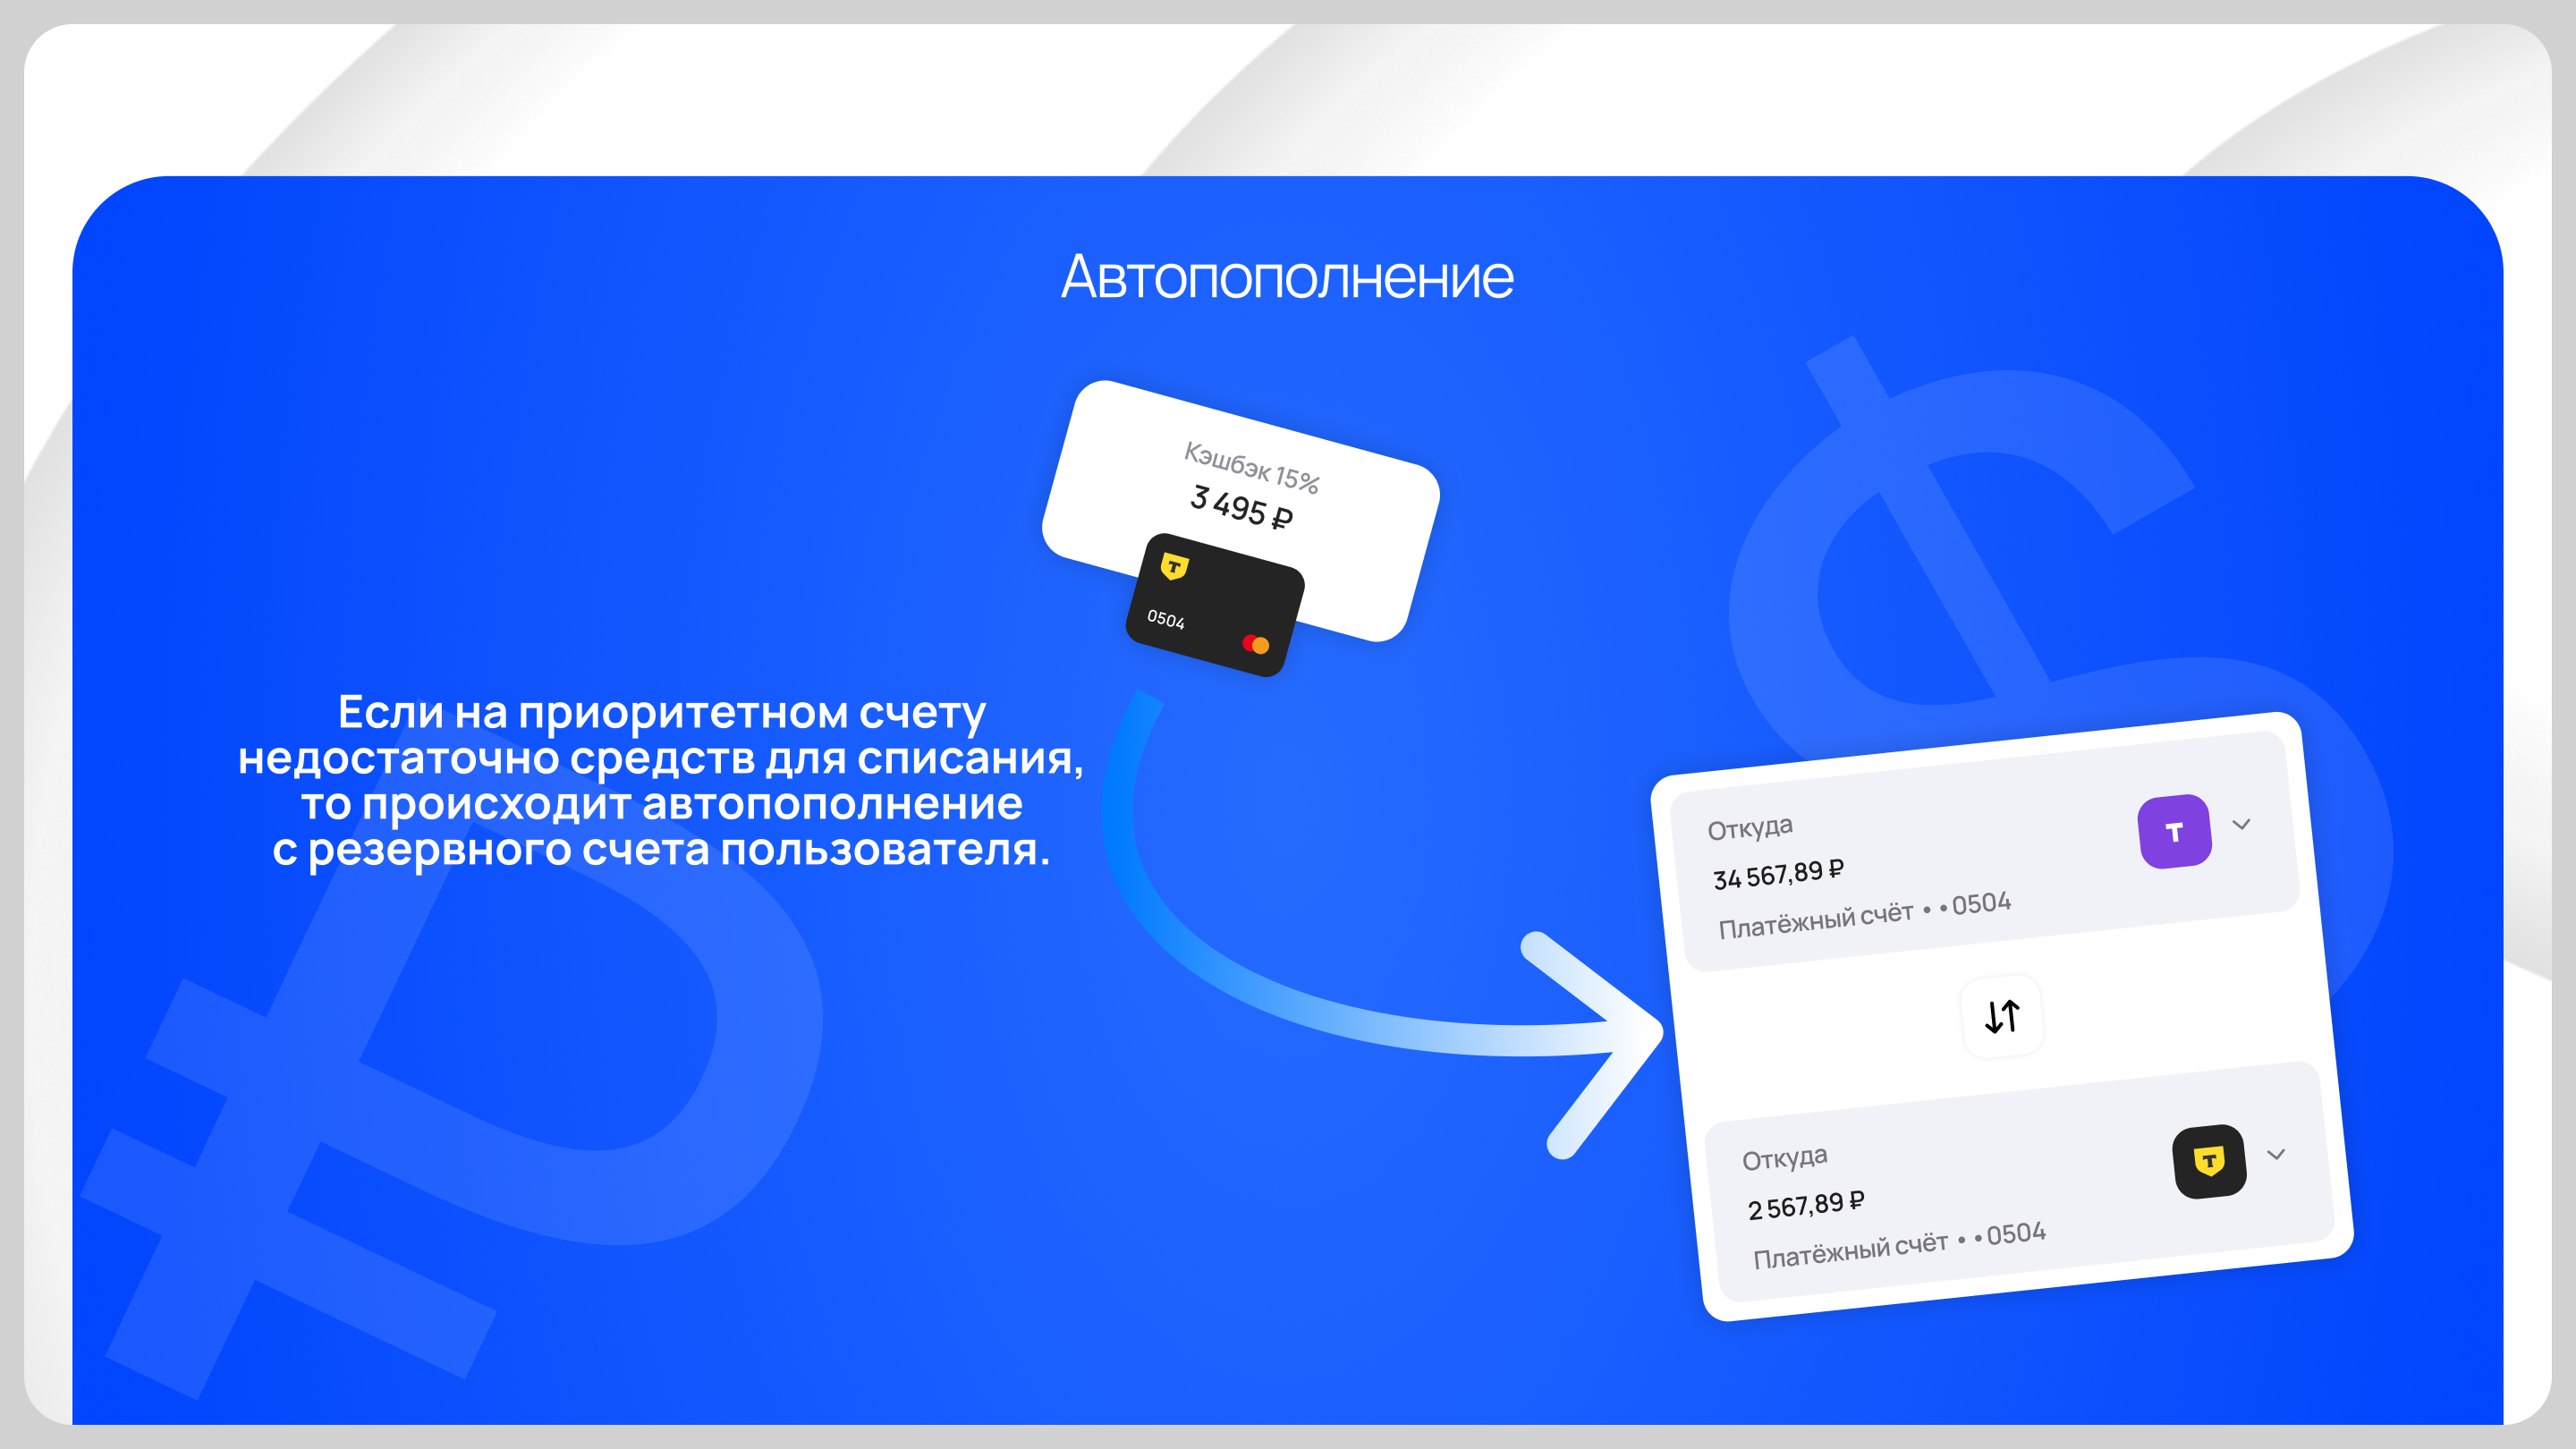 Автопополнение
Кэшбэк 15%
3 495 ₽
Т
0504
Если на приоритетном счету
недостаточно средств для списания,
то происходит автопополнение
с резервного счета пользователя.
Откуда
34 567,89 ₽
Платёжный счёт • •0504
Т
Откуда
2 567,89 ₽
Платёжный счёт • •0504
Т